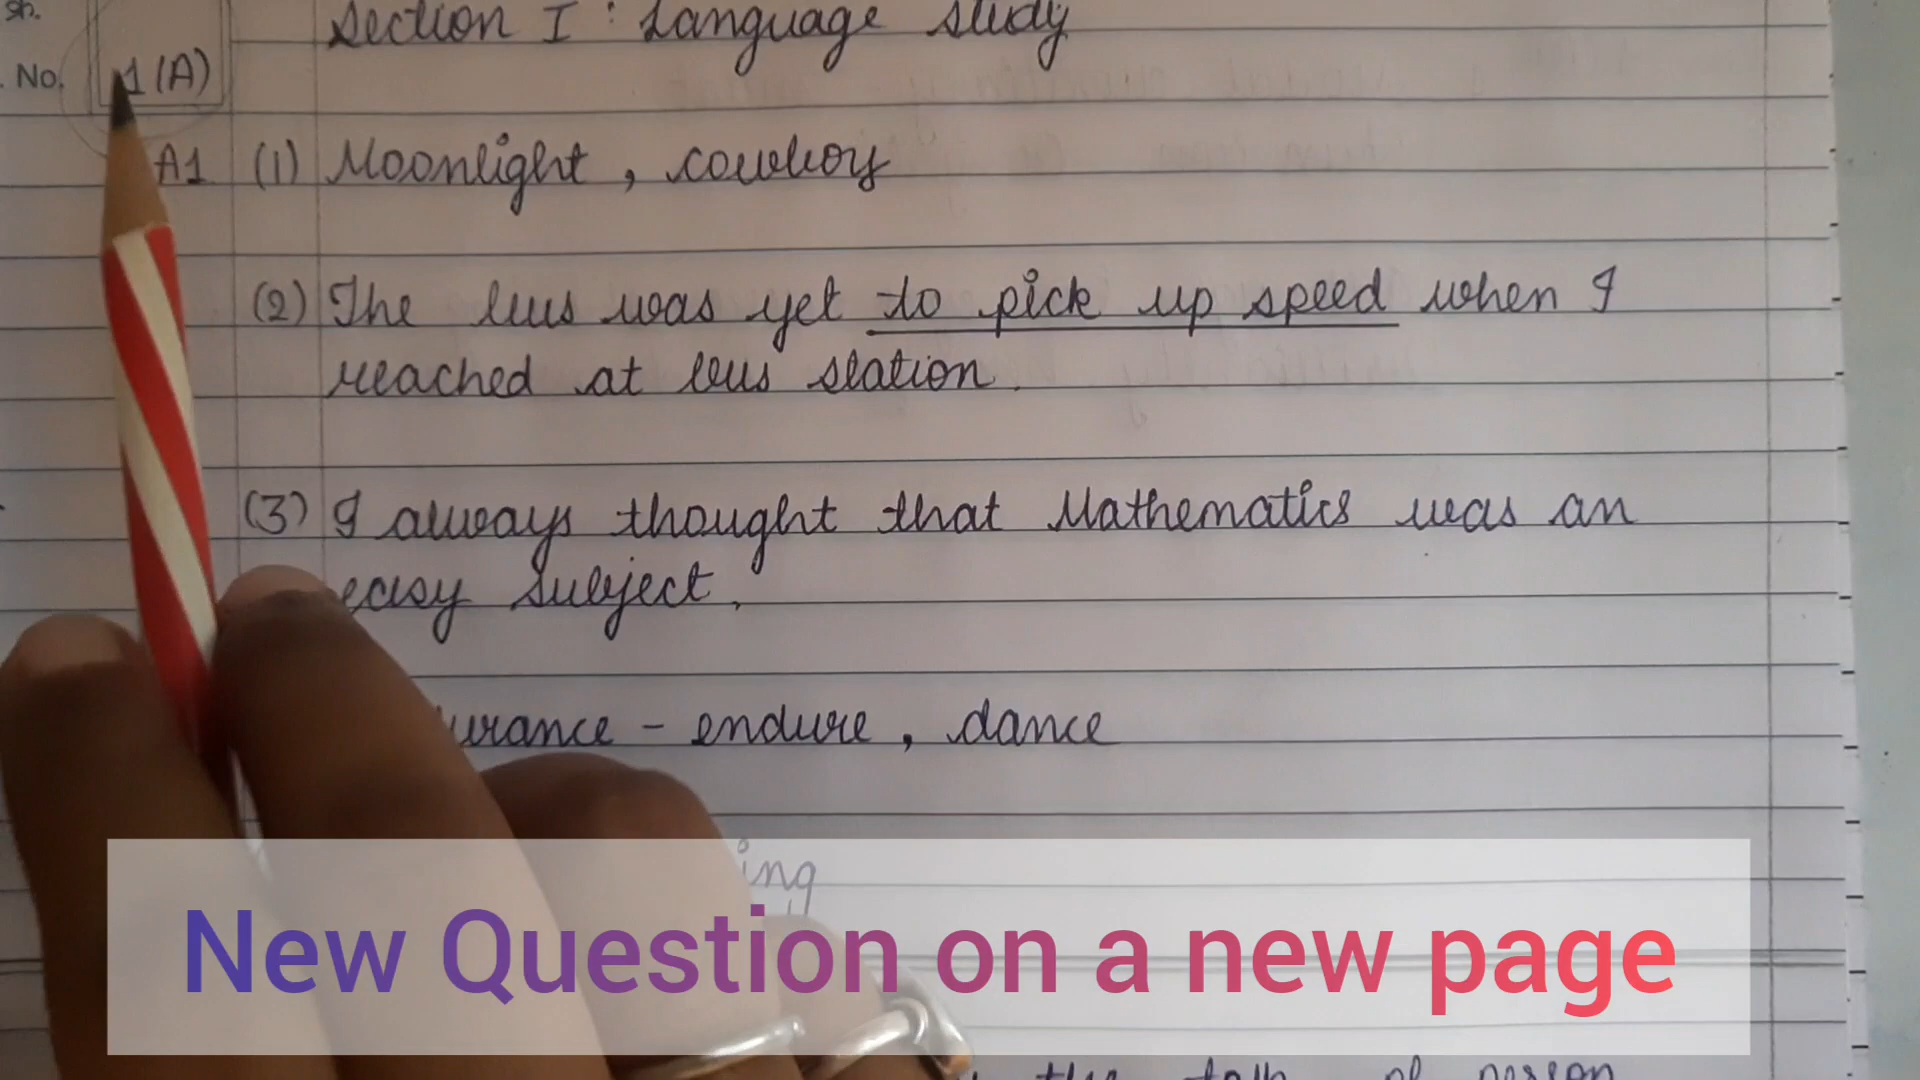 Sh.
Section I : Language study
. No. 1(A)
A1 (1) Moonlight, cowboy
(2) The bus was yet to pick up speed when I
reached at bus station.
(3) I always thought that Mathematics was an
easy subject.
urance - endure, dance
ing
New Question on a new page
of person